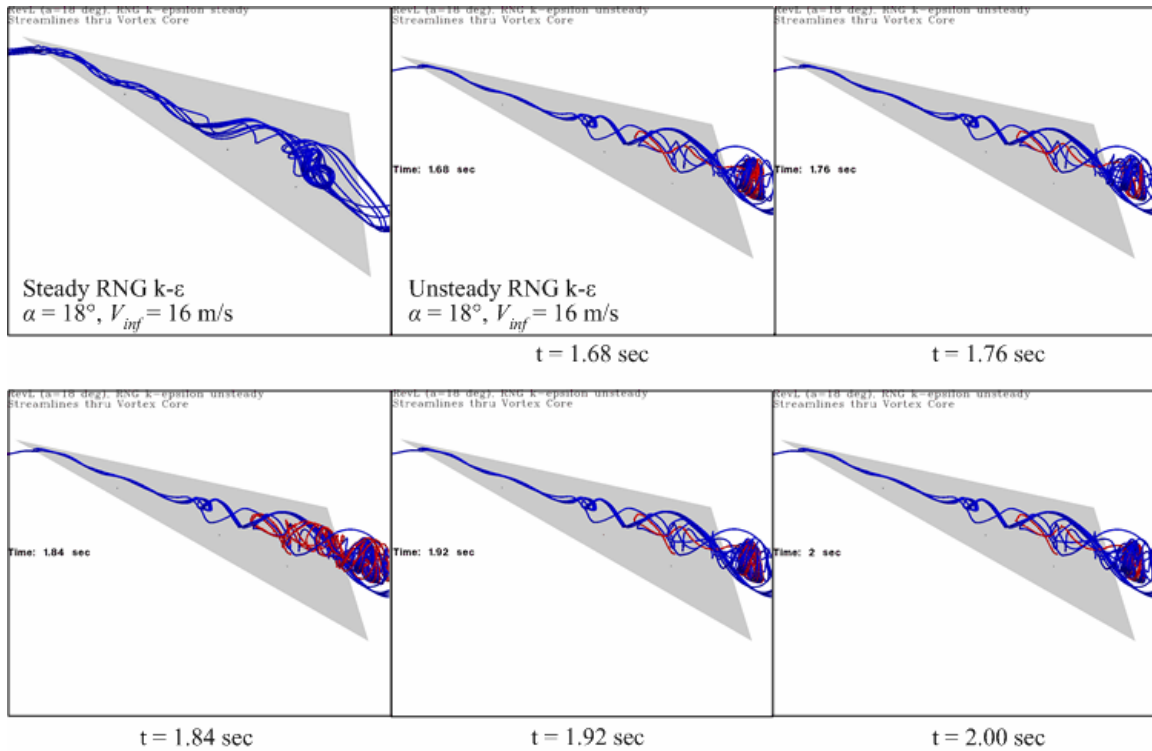 RevL (a=18 deg), RNG k-epsilon steady
Streamlines thru Vortex Core
Steady RNG k-ε
α = 18°, V_inf = 16 m/s
RevL (a=18 deg), RNG k-epsilon unsteady
Streamlines thru Vortex Core
Time: 1.68 sec
Unsteady RNG k-ε
α = 18°, V_inf = 16 m/s
t = 1.68 sec
RevL (a=18 deg), RNG k-epsilon unsteady
Streamlines thru Vortex Core
Time: 1.76 sec
t = 1.76 sec
RevL (a=18 deg), RNG k-epsilon unsteady
Streamlines thru Vortex Core
Time: 1.84 sec
t = 1.84 sec
RevL (a=18 deg), RNG k-epsilon unsteady
Streamlines thru Vortex Core
Time: 1.92 sec
t = 1.92 sec
RevL (a=18 deg), RNG k-epsilon unsteady
Streamlines thru Vortex Core
Time: 2 sec
t = 2.00 sec